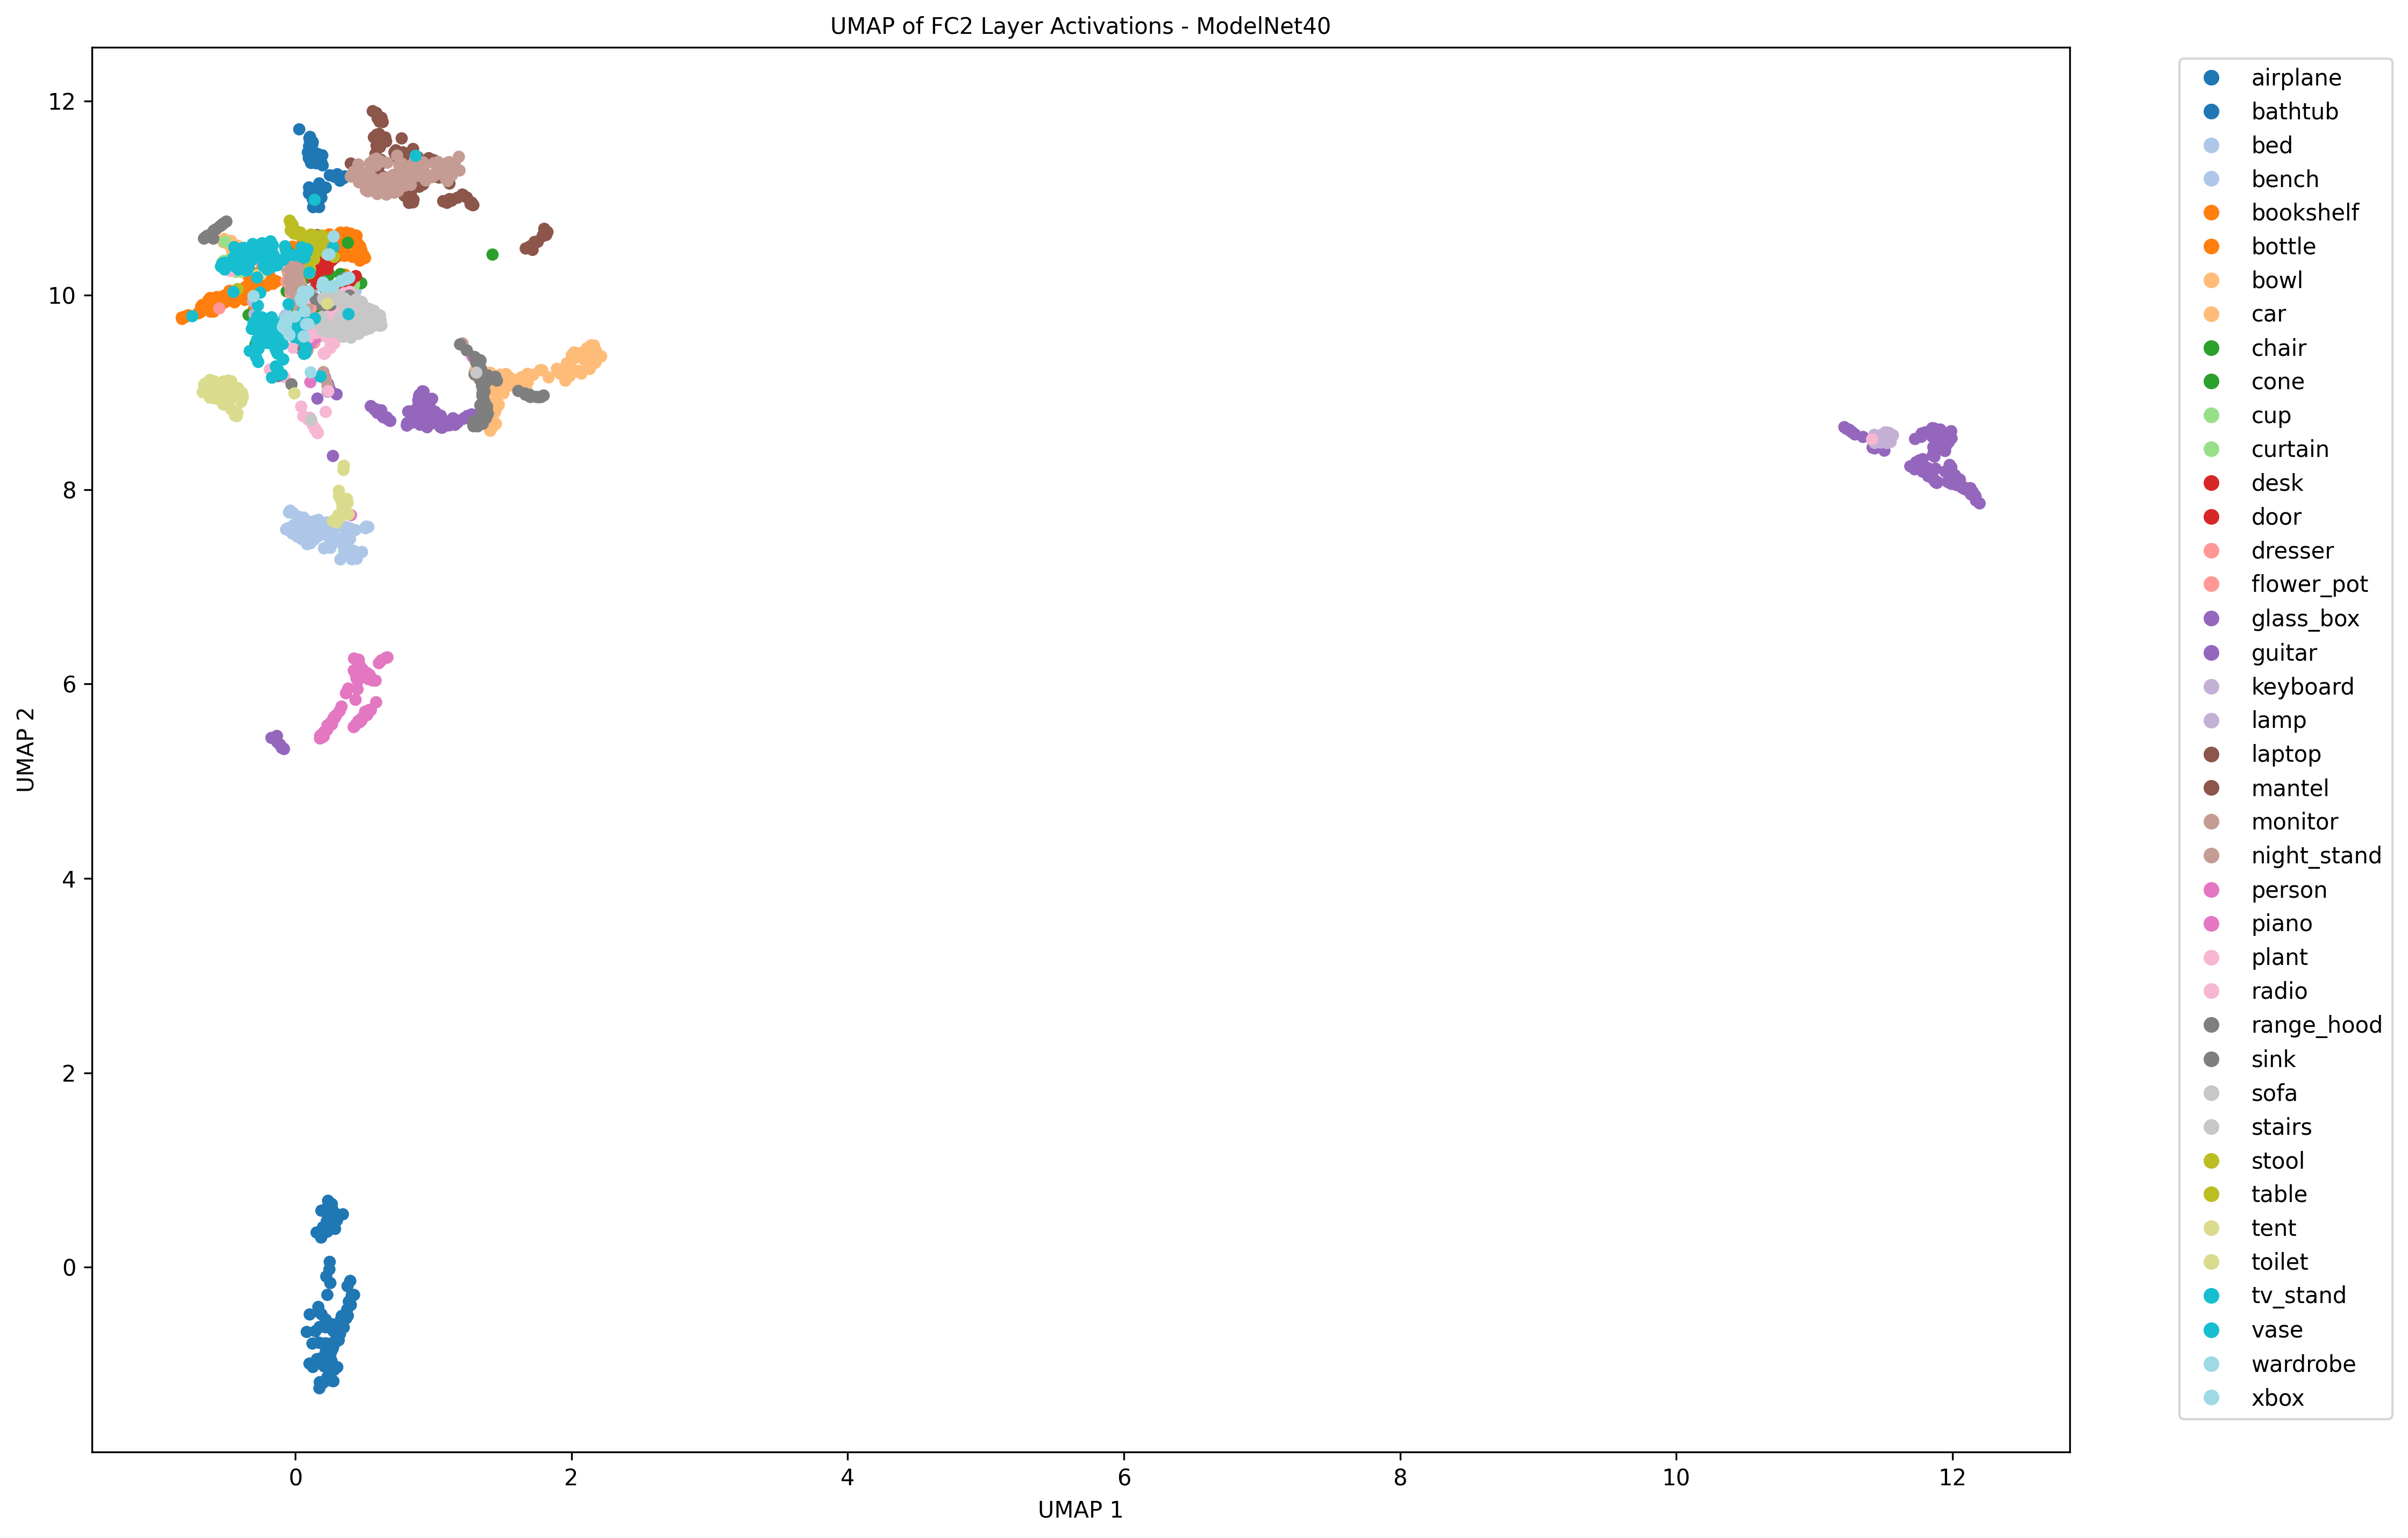 UMAP of FC2 Layer Activations - ModelNet40
12
10
8
6
4
2
0
UMAP 2
0
2
4
6
8
10
12
UMAP 1
airplane
bathtub
bed
bench
bookshelf
bottle
bowl
car
chair
cone
cup
curtain
desk
door
dresser
flower_pot
glass_box
guitar
keyboard
lamp
laptop
mantel
monitor
night_stand
person
piano
plant
radio
range_hood
sink
sofa
stairs
stool
table
tent
toilet
tv_stand
vase
wardrobe
xbox